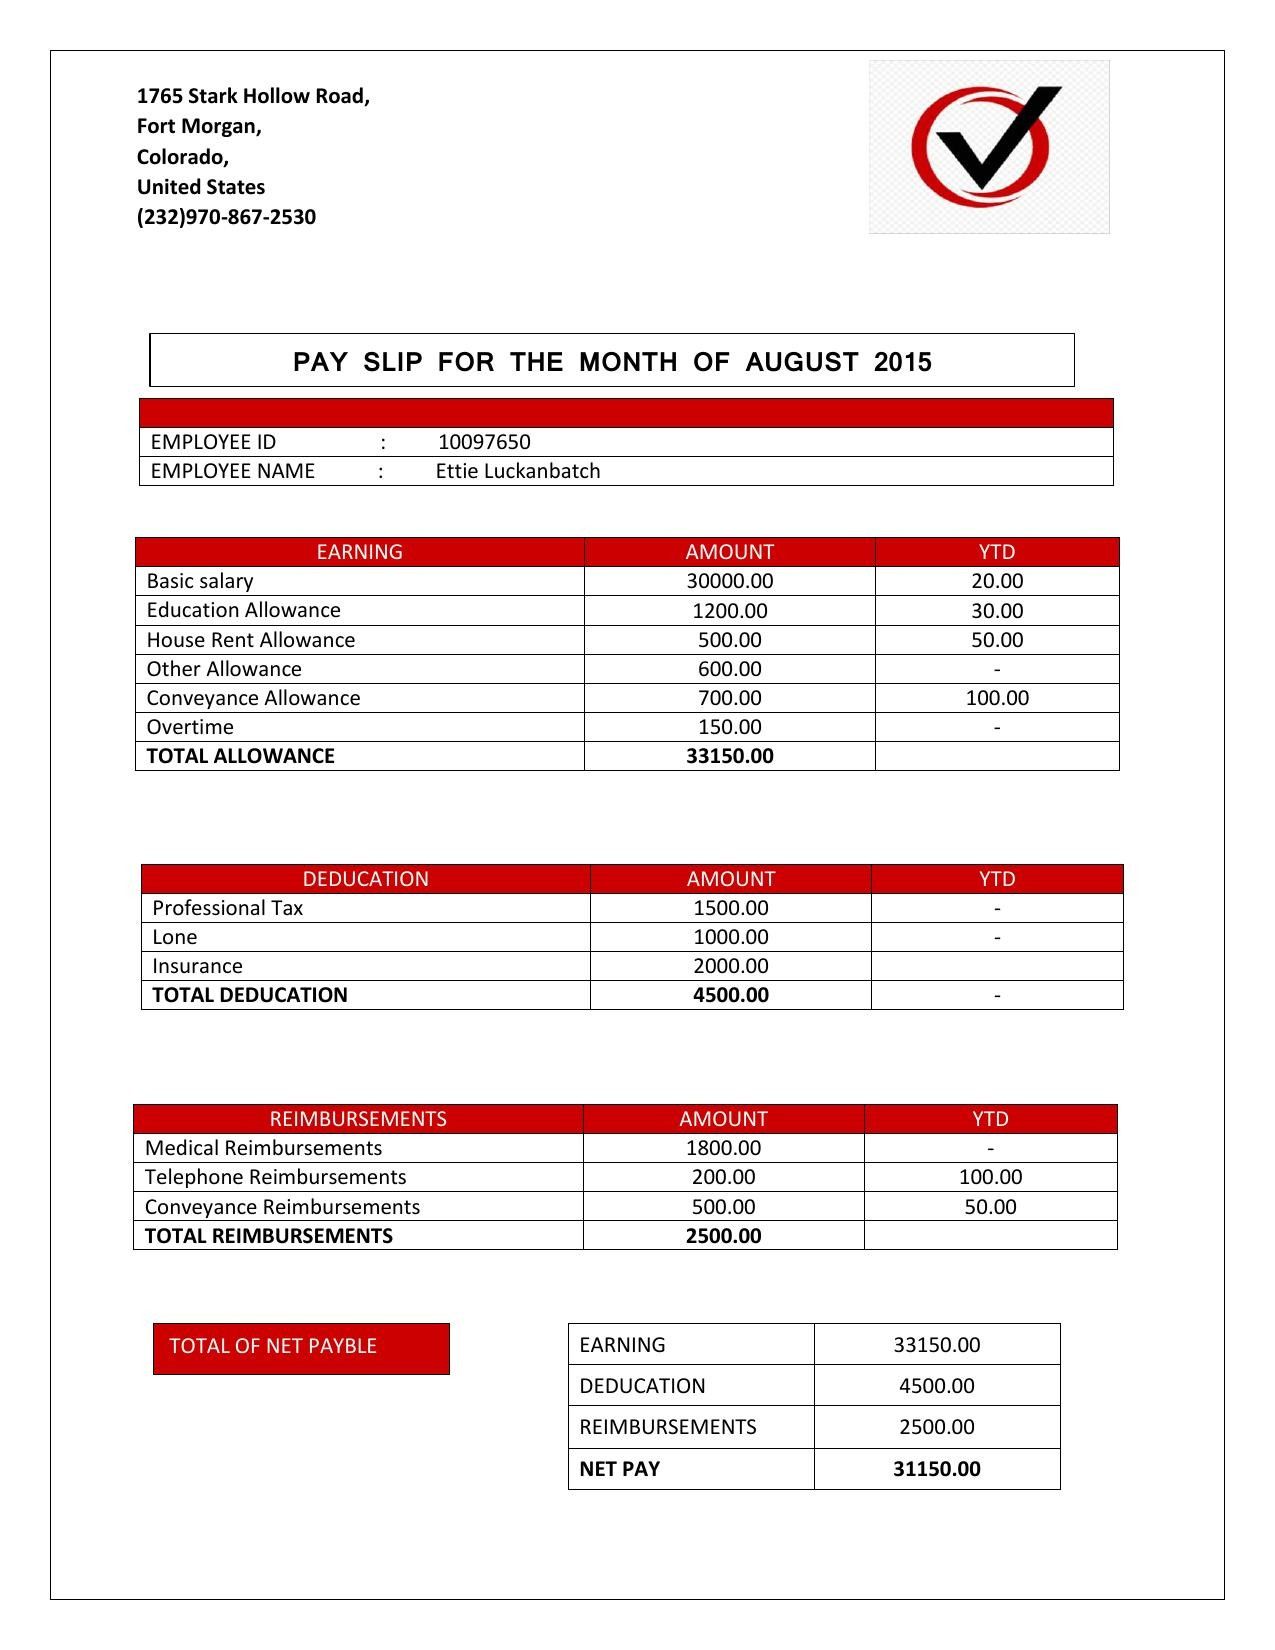 1765 Stark Hollow Road,
Fort Morgan,
Colorado,
United States
(232)970-867-2530
PAY SLIP FOR THE MONTH OF AUGUST 2015
EMPLOYEE ID : 10097650
EMPLOYEE NAME : Ettie Luckanbatch
EARNING AMOUNT YTD
Basic salary 30000.00 20.00
Education Allowance 1200.00 30.00
House Rent Allowance 500.00 50.00
Other Allowance 600.00 -
Conveyance Allowance 700.00 100.00
Overtime 150.00 -
TOTAL ALLOWANCE 33150.00
DEDUCATION AMOUNT YTD
Professional Tax 1500.00 -
Lone 1000.00 -
Insurance 2000.00
TOTAL DEDUCATION 4500.00 -
REIMBURSEMENTS AMOUNT YTD
Medical Reimbursements 1800.00 -
Telephone Reimbursements 200.00 100.00
Conveyance Reimbursements 500.00 50.00
TOTAL REIMBURSEMENTS 2500.00
TOTAL OF NET PAYBLE
EARNING 33150.00
DEDUCATION 4500.00
REIMBURSEMENTS 2500.00
NET PAY 31150.00